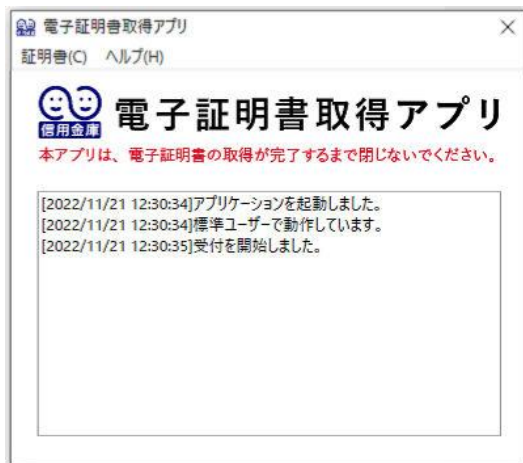 電子証明書取得アプリ
証明書(C) ヘルプ(H)
信用金庫
電子証明書取得アプリ
本アプリは、電子証明書の取得が完了するまで閉じないでください。
[2022/11/21 12:30:34]アプリケーションを起動しました。
[2022/11/21 12:30:34]標準ユーザーで動作しています。
[2022/11/21 12:30:35]受付を開始しました。